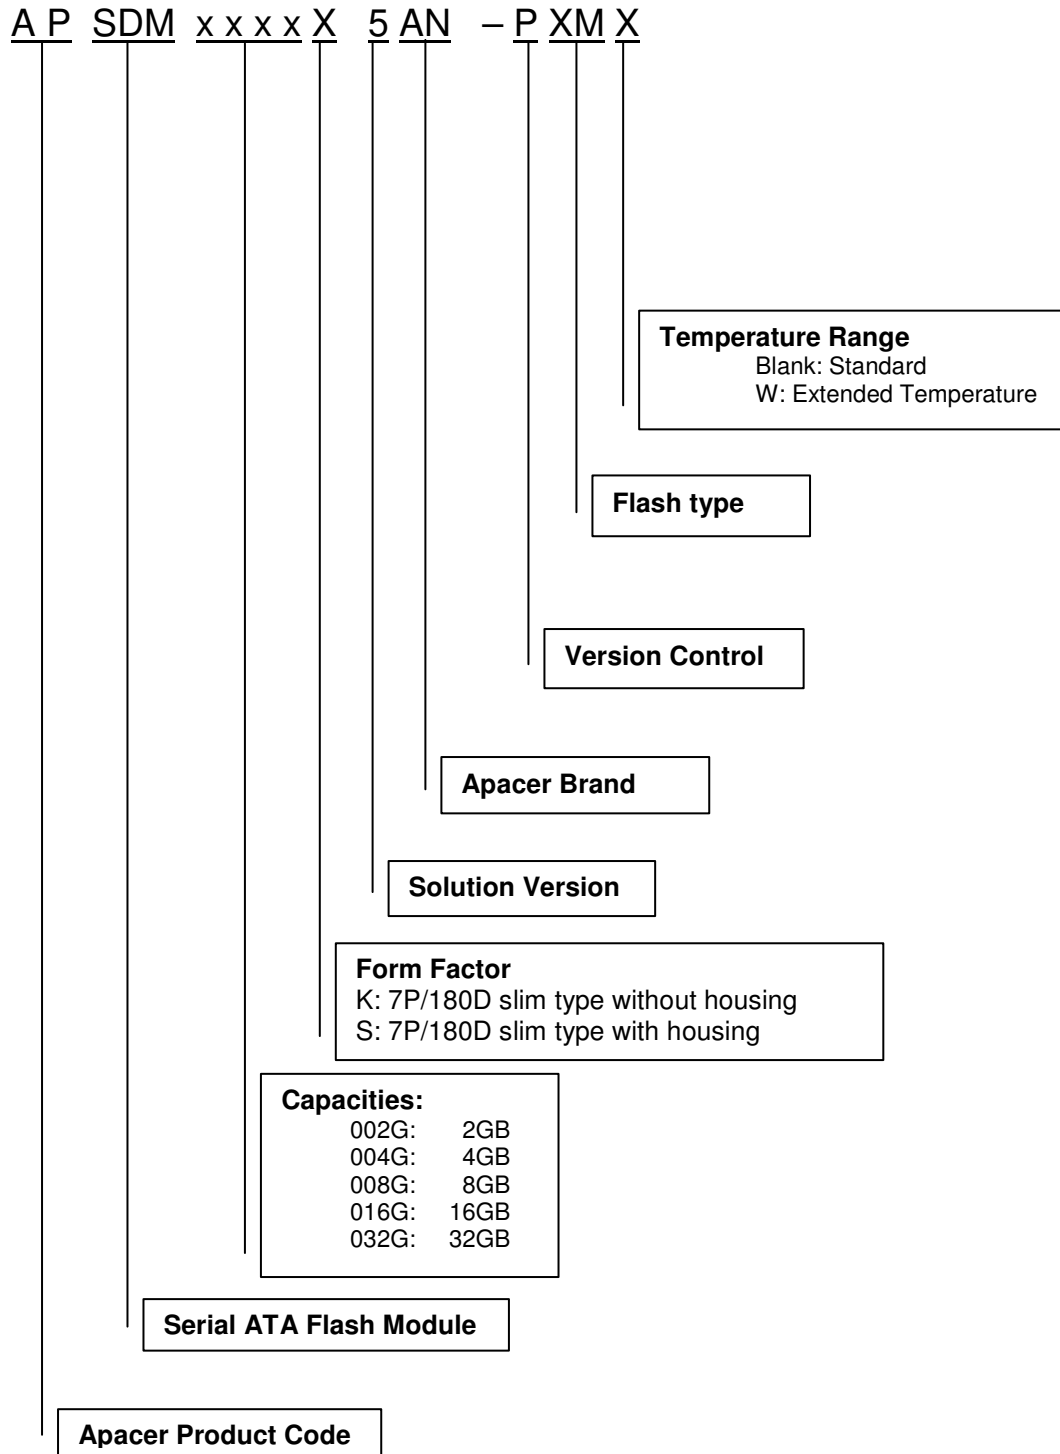 A P SDM x x x x X 5 AN – P XM X
Temperature Range
Blank: Standard
W: Extended Temperature
Flash type
Version Control
Apacer Brand
Solution Version
Form Factor
K: 7P/180D slim type without housing
S: 7P/180D slim type with housing
Capacities:
002G: 2GB
004G: 4GB
008G: 8GB
016G: 16GB
032G: 32GB
Serial ATA Flash Module
Apacer Product Code